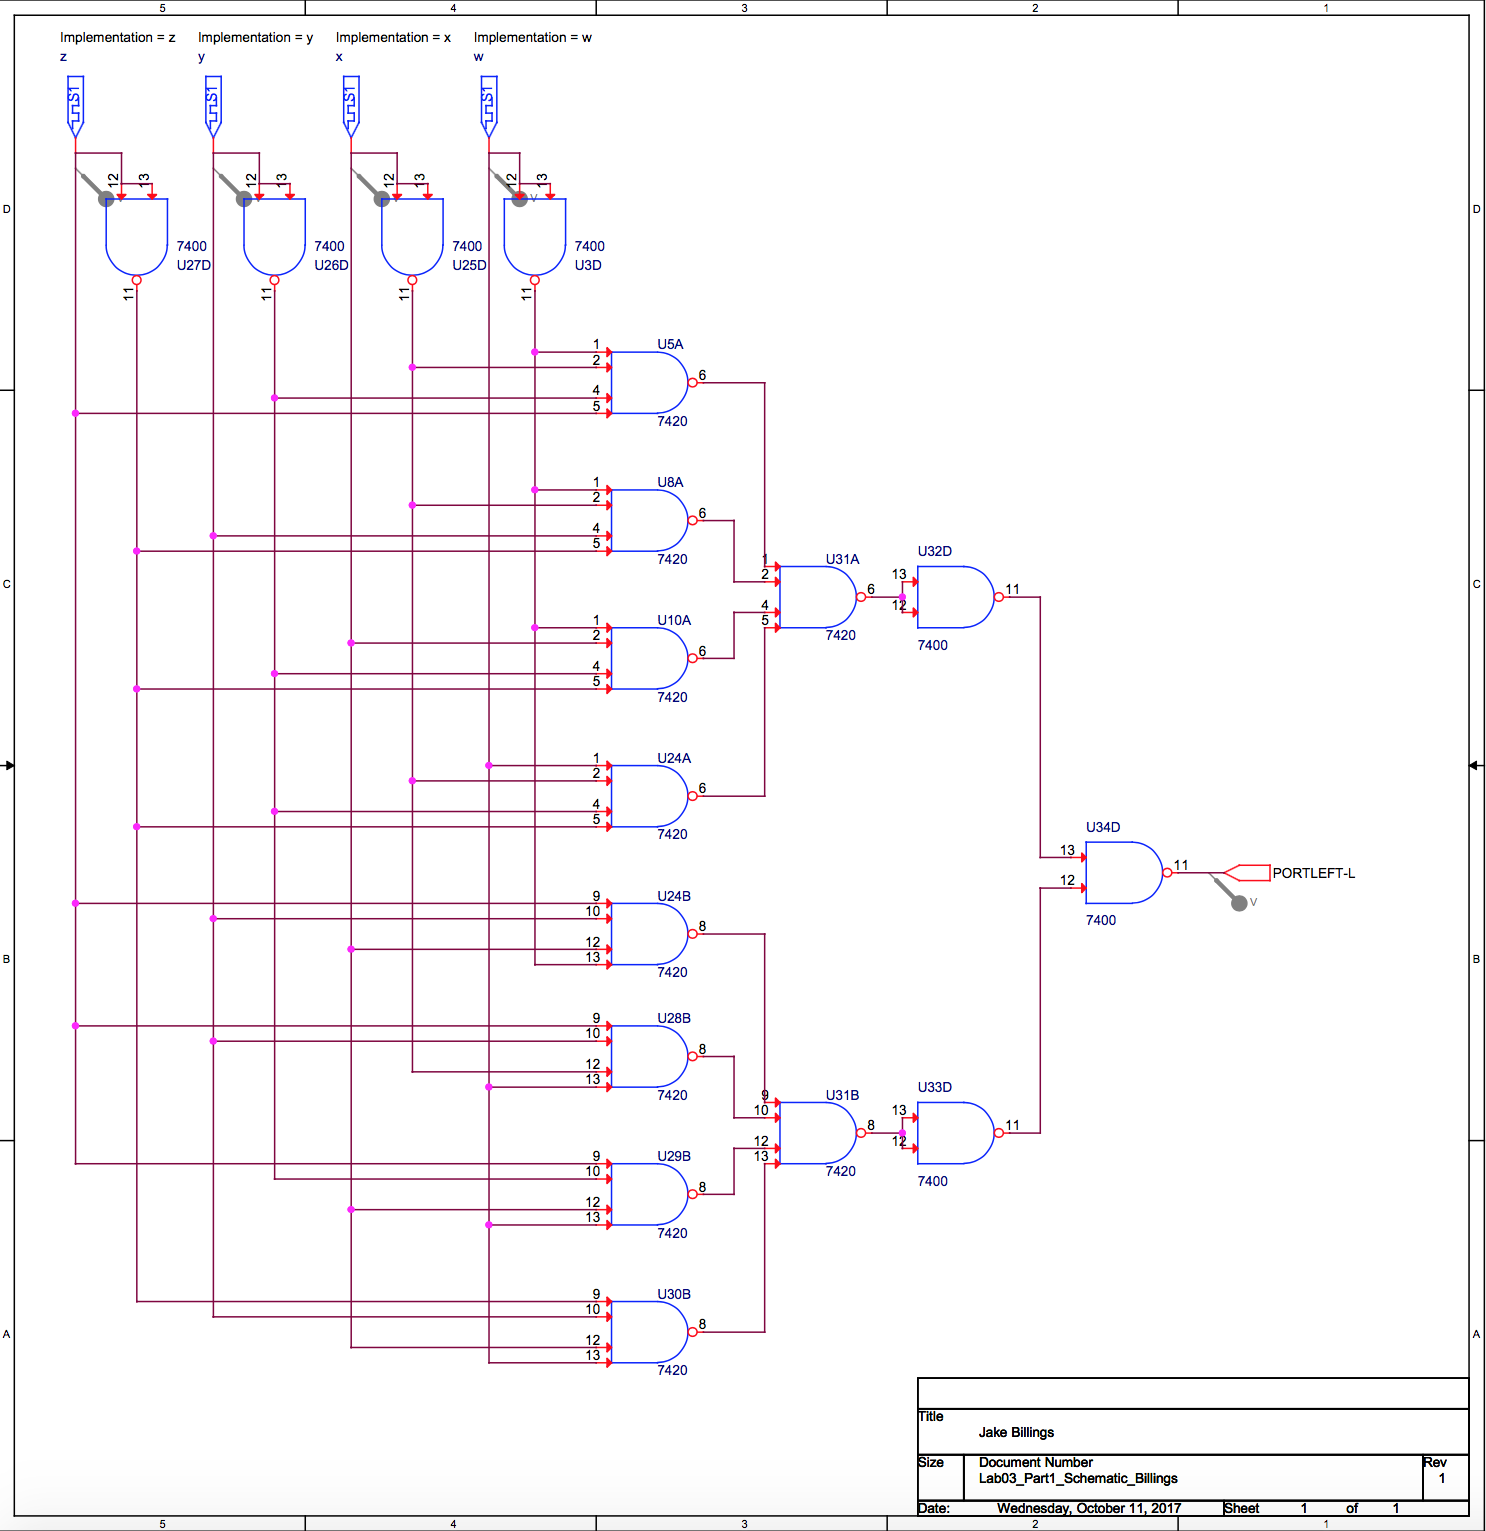 5 4 3 2 1
Implementation = z Implementation = y Implementation = x Implementation = w
z y x w
S1 S1 S1 S1
12 13 12 13 12 13 12 13
V
D D
7400 7400 7400 7400
U27D U26D U25D U3D
11 11 11 11
U5A
1
2
6
4
5
7420
U8A
1
2
6
4
5
7420
C C
U31A
1
2
6
4
5
7420
U32D
13
11
12
7400
U10A
1
2
6
4
5
7420
U24A
1
2
6
4
5
7420
U34D
13
11
12
7400
PORTLEFT-L
V
U24B
9
10
8
12
13
7420
B B
U28B
9
10
8
12
13
7420
U31B
9
10
8
12
13
7420
U33D
13
11
12
7400
U29B
9
10
8
12
13
7420
U30B
9
10
8
12
13
7420
A A
Title
Jake Billings
Size Document Number Rev
Lab03_Part1_Schematic_Billings 1
Date: Wednesday, October 11, 2017 Sheet 1 of 1
5 4 3 2 1